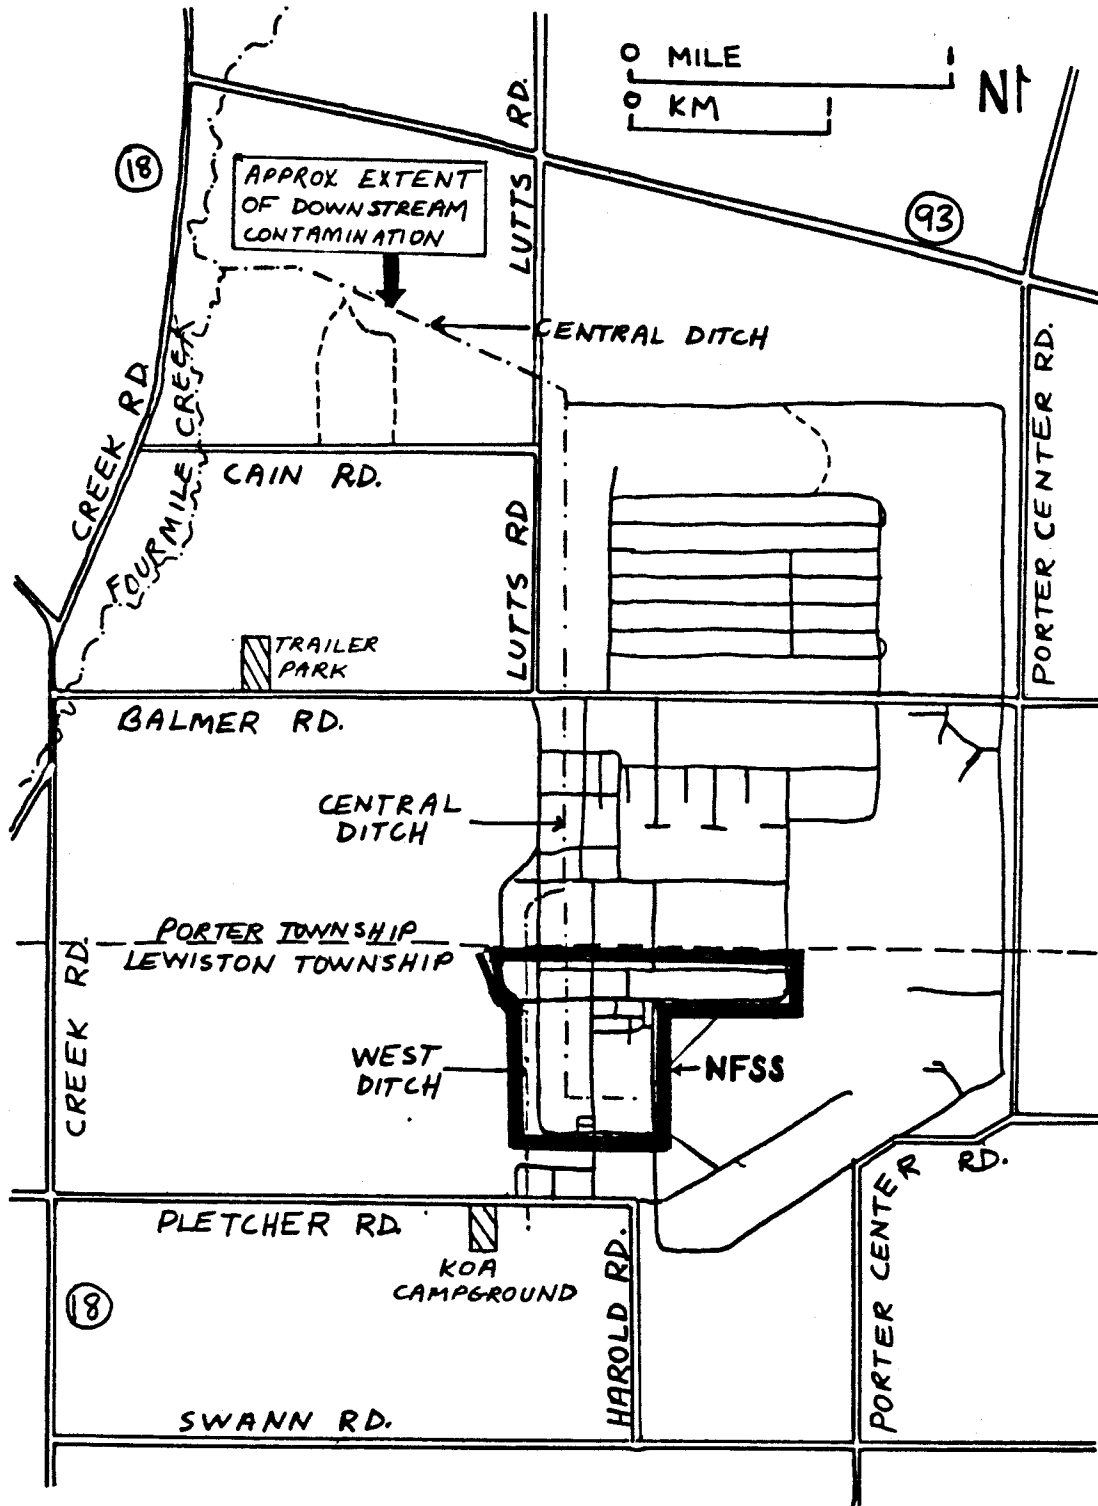 O MILE 1
O KM 1
N
RD.
LUTTS
18
APPROX EXTENT
OF DOWNSTREAM
CONTAMINATION
93
CENTRAL DITCH
CREEK RD.
FOURMILE CREEK
CAIN RD.
LUTTS RD
PORTER CENTER RD.
TRAILER
PARK
BALMER RD.
CENTRAL
DITCH
PORTER TOWNSHIP
LEWISTON TOWNSHIP
CREEK RD.
WEST
DITCH
NFSS
PORTER CENTER RD.
PLETCHER RD.
KOA
CAMPGROUND
HAROLD RD.
18
SWANN RD.